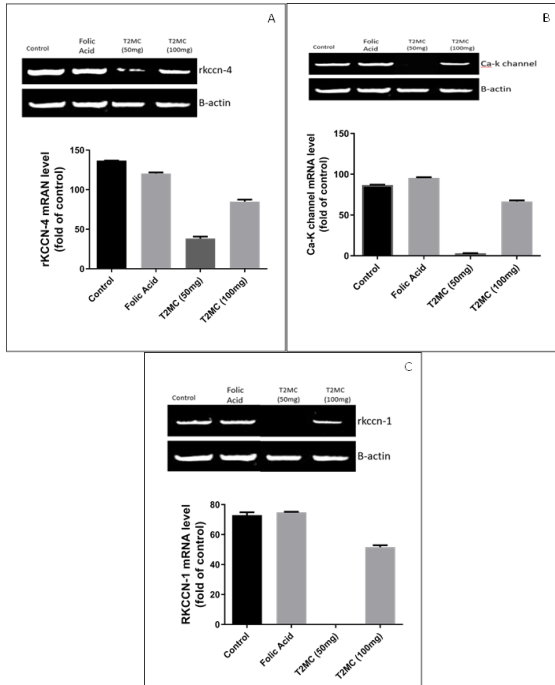 A
Control
Folic
Acid
T2MC
(50mg)
T2MC
(100mg)
rkccn-4
B-actin
rKCCN-4 mRAN level
(fold of control)
150
100
50
0
Control
Folic Acid
T2MC (50mg)
T2MC (100mg)
B
Control
Folic
Acid
T2MC
(50mg)
T2MC
(100mg)
Ca-k channel
B-actin
Ca-K channel mRNA level
(fold of control)
150
100
50
0
Control
Folic Acid
T2MC (50mg)
T2MC (100mg)
C
Control
Folic
Acid
T2MC
(50mg)
T2MC
(100mg)
rkccn-1
B-actin
RKCCN-1 mRNA level
(fold of control)
80
60
40
20
0
Control
Folic Acid
T2MC (50mg)
T2MC (100mg)